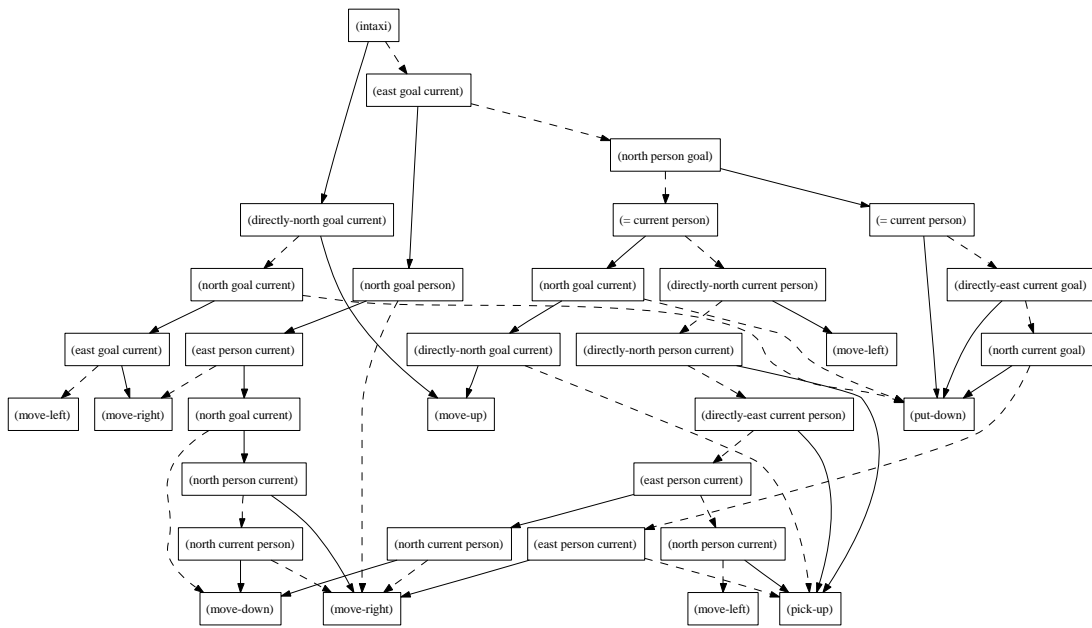 (intaxi)
(east goal current)
(north person goal)
(directly-north goal current)
(= current person)
(= current person)
(north goal current)
(north goal person)
(north goal current)
(directly-north current person)
(directly-east current goal)
(east goal current)
(east person current)
(directly-north goal current)
(directly-north person current)
(move-left)
(north current goal)
(move-left)
(move-right)
(north goal current)
(move-up)
(directly-east current person)
(put-down)
(north person current)
(east person current)
(north current person)
(north current person)
(east person current)
(north person current)
(move-down)
(move-right)
(move-left)
(pick-up)